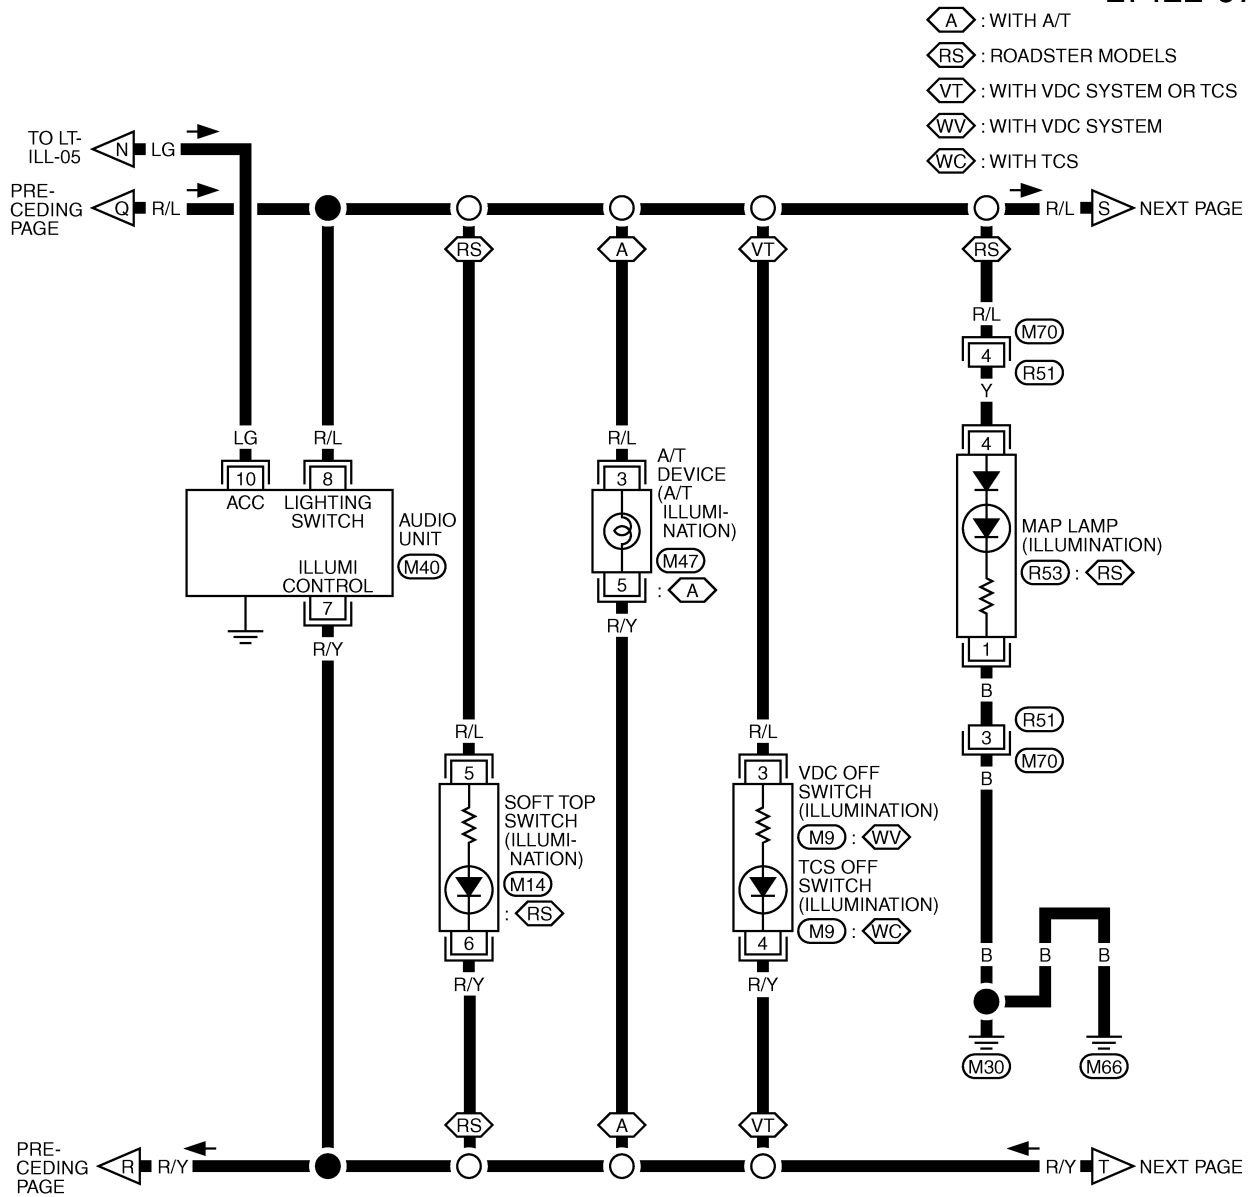 A : WITH A/T
RS : ROADSTER MODELS
VT : WITH VDC SYSTEM OR TCS
WV : WITH VDC SYSTEM
WC : WITH TCS
TO LT-
ILL-05
N LG
PRE-
CEDING
PAGE
Q R/L
R/L S NEXT PAGE
RS
A
VT
RS
R/L
M70
4
R51
Y
LG
R/L
R/L
4
10
8
3
A/T
DEVICE
(A/T
ILLUMI-
NATION)
M47
5
: A
R/Y
ACC
LIGHTING
SWITCH
ILLUMI
CONTROL
7
R/Y
AUDIO
UNIT
M40
MAP LAMP
(ILLUMINATION)
R53 : RS
1
B
R51
3
M70
B
R/L
5
SOFT TOP
SWITCH
(ILLUMI-
NATION)
M14
: RS
6
R/Y
R/L
3
VDC OFF
SWITCH
(ILLUMINATION)
M9 : WV
TCS OFF
SWITCH
(ILLUMINATION)
M9 : WC
4
R/Y
B
B
B
M30
M66
RS
A
VT
PRE-
CEDING
PAGE
R R/Y
R/Y T NEXT PAGE